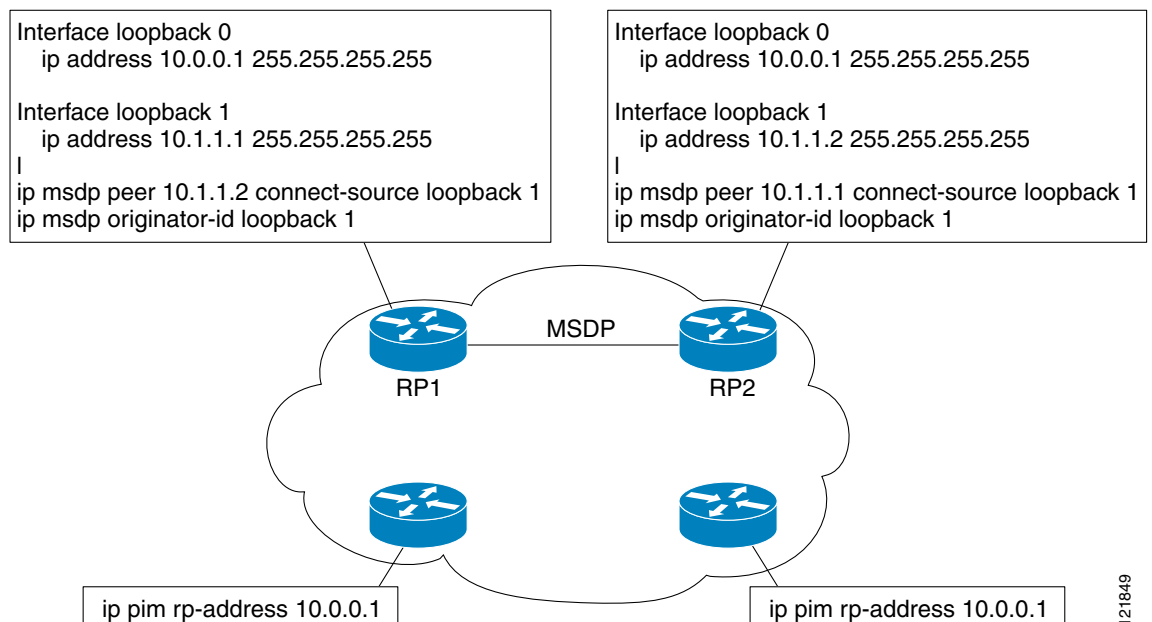 Interface loopback 0
ip address 10.0.0.1 255.255.255.255
Interface loopback 1
ip address 10.1.1.1 255.255.255.255
l
ip msdp peer 10.1.1.2 connect-source loopback 1
ip msdp originator-id loopback 1
Interface loopback 0
ip address 10.0.0.1 255.255.255.255
Interface loopback 1
ip address 10.1.1.2 255.255.255.255
l
ip msdp peer 10.1.1.1 connect-source loopback 1
ip msdp originator-id loopback 1
MSDP
RP1
RP2
ip pim rp-address 10.0.0.1
ip pim rp-address 10.0.0.1
121849